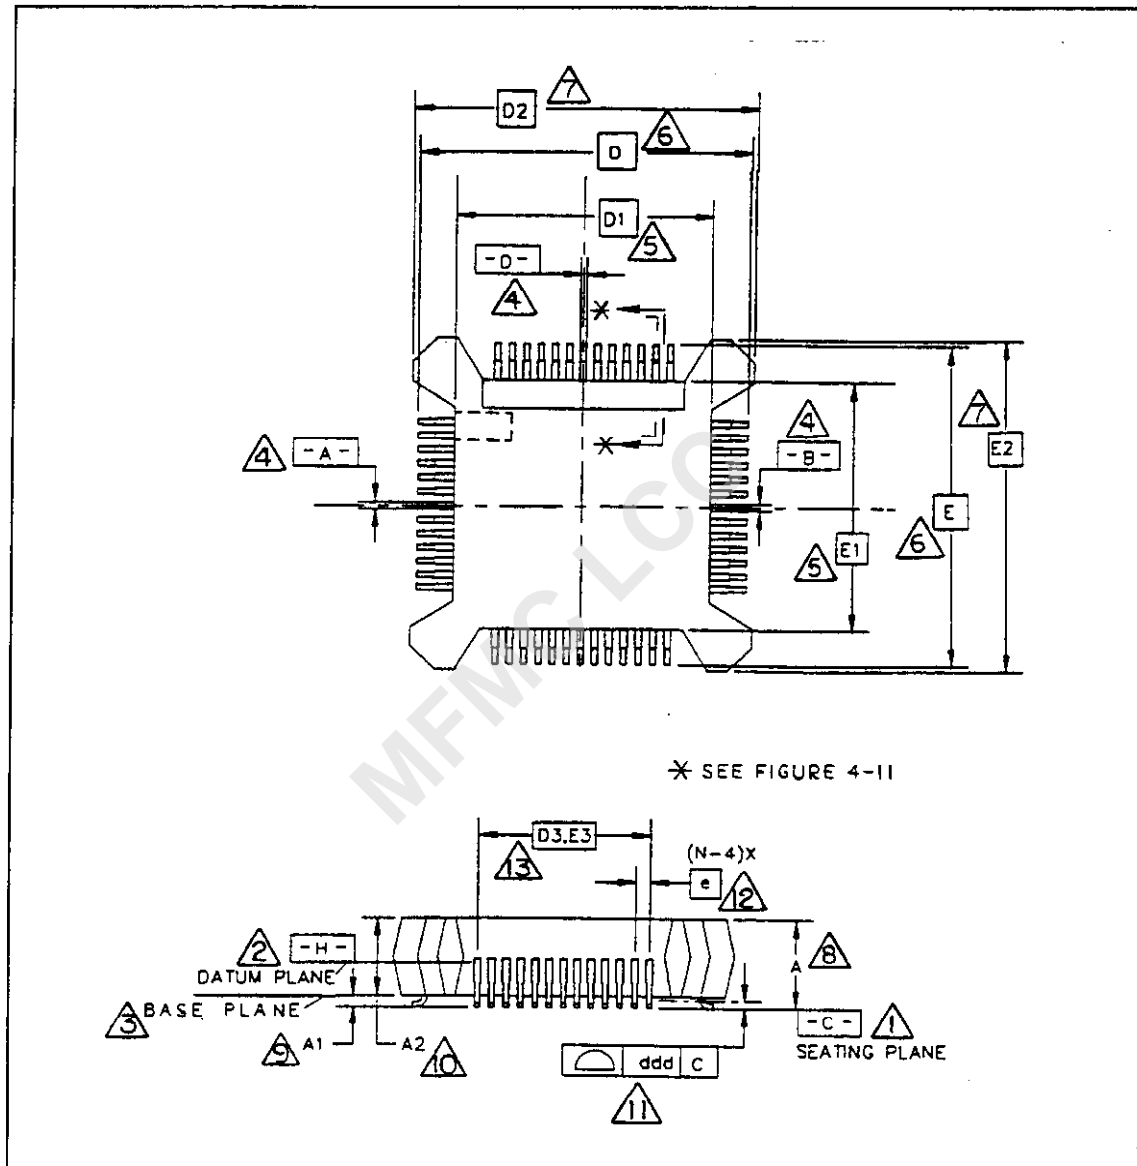 D2 7
D 6
D1 5
-D-
4
7
4 -A-
4
-B-
E2
E
6
E1
5
MFMC.LCO
* SEE FIGURE 4-11
D3,E3
13
(N-4)X
e 12
2 -H-
DATUM PLANE
A 8
3 BASE PLANE
-C- 1
9 A1 A2 10
SEATING PLANE
ddd C
11